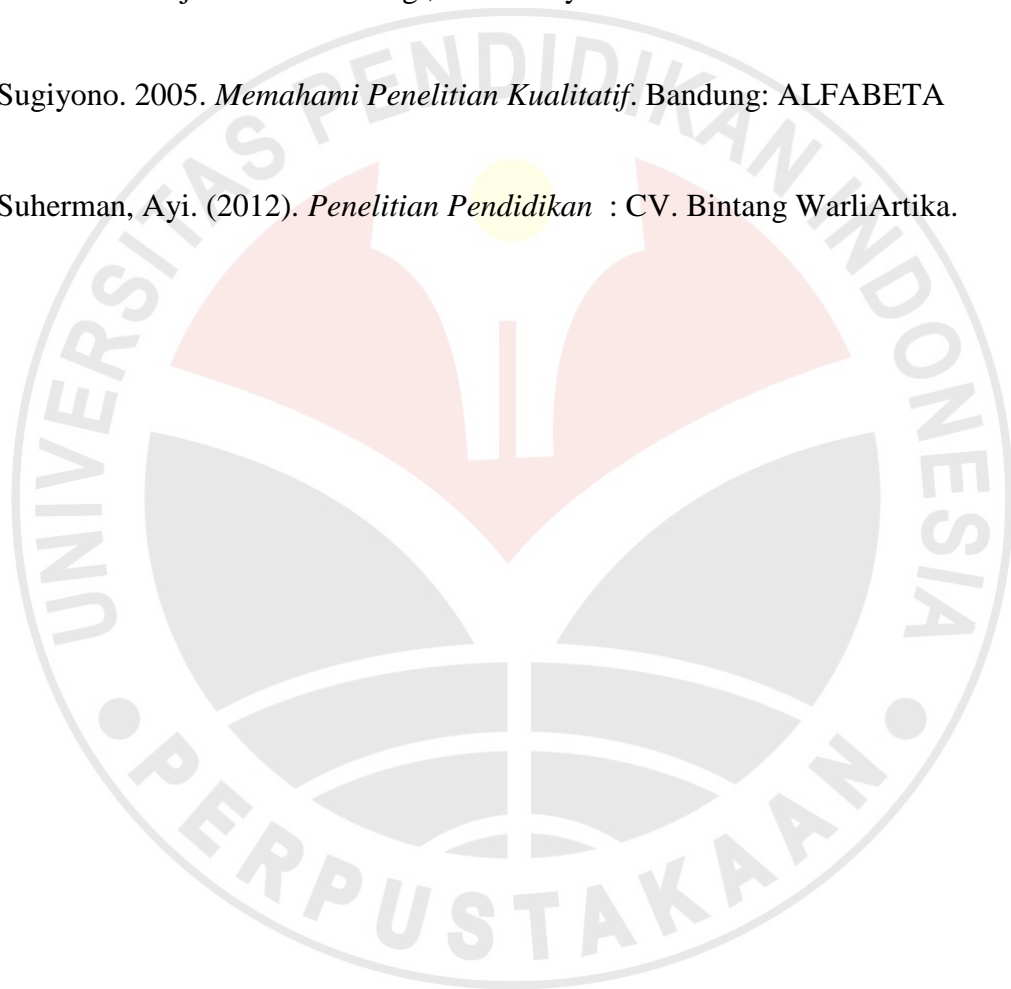 Sugiyono. 2005. Memahami Penelitian Kualitatif. Bandung: ALFABETA
Suherman, Ayi. (2012). Penelitian Pendidikan : CV. Bintang WarliArtika.
UNIVERSITAS PENDIDIKAN INDONESIA
PERPUSTAKAAN